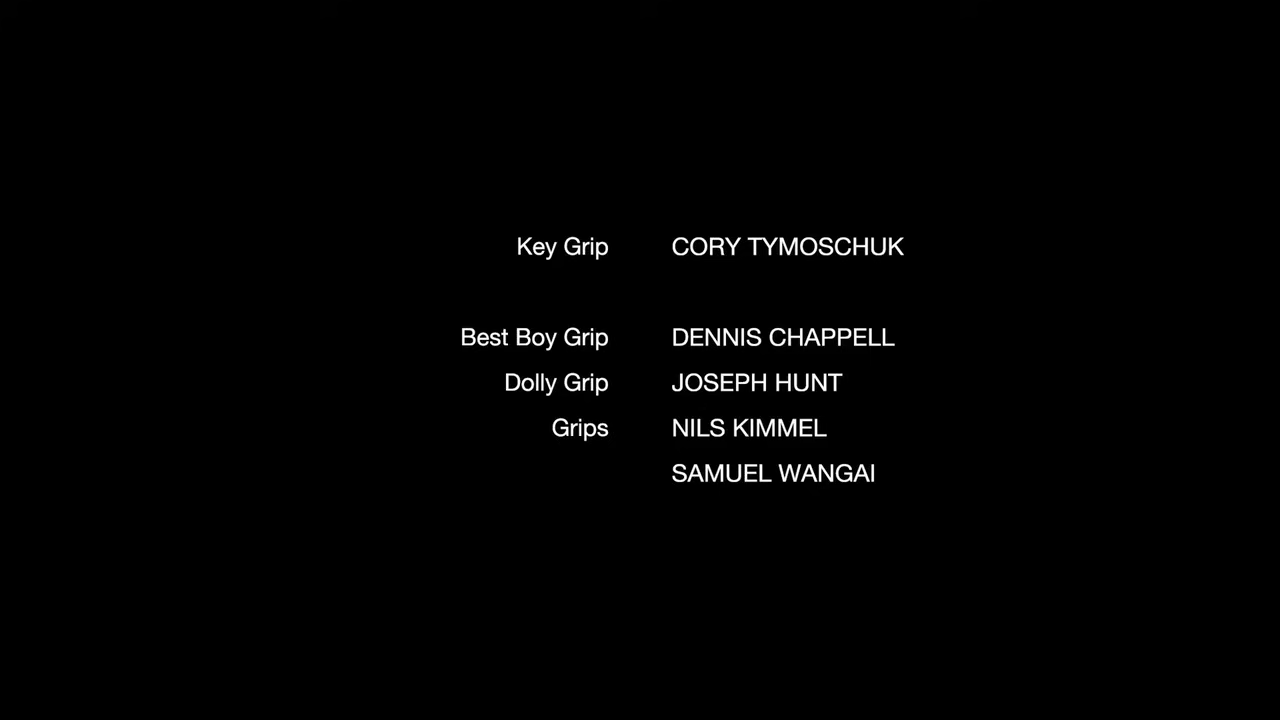 Key Grip CORY TYMOSCHUK
Best Boy Grip DENNIS CHAPPELL
Dolly Grip JOSEPH HUNT
Grips NILS KIMMEL
SAMUEL WANGAI